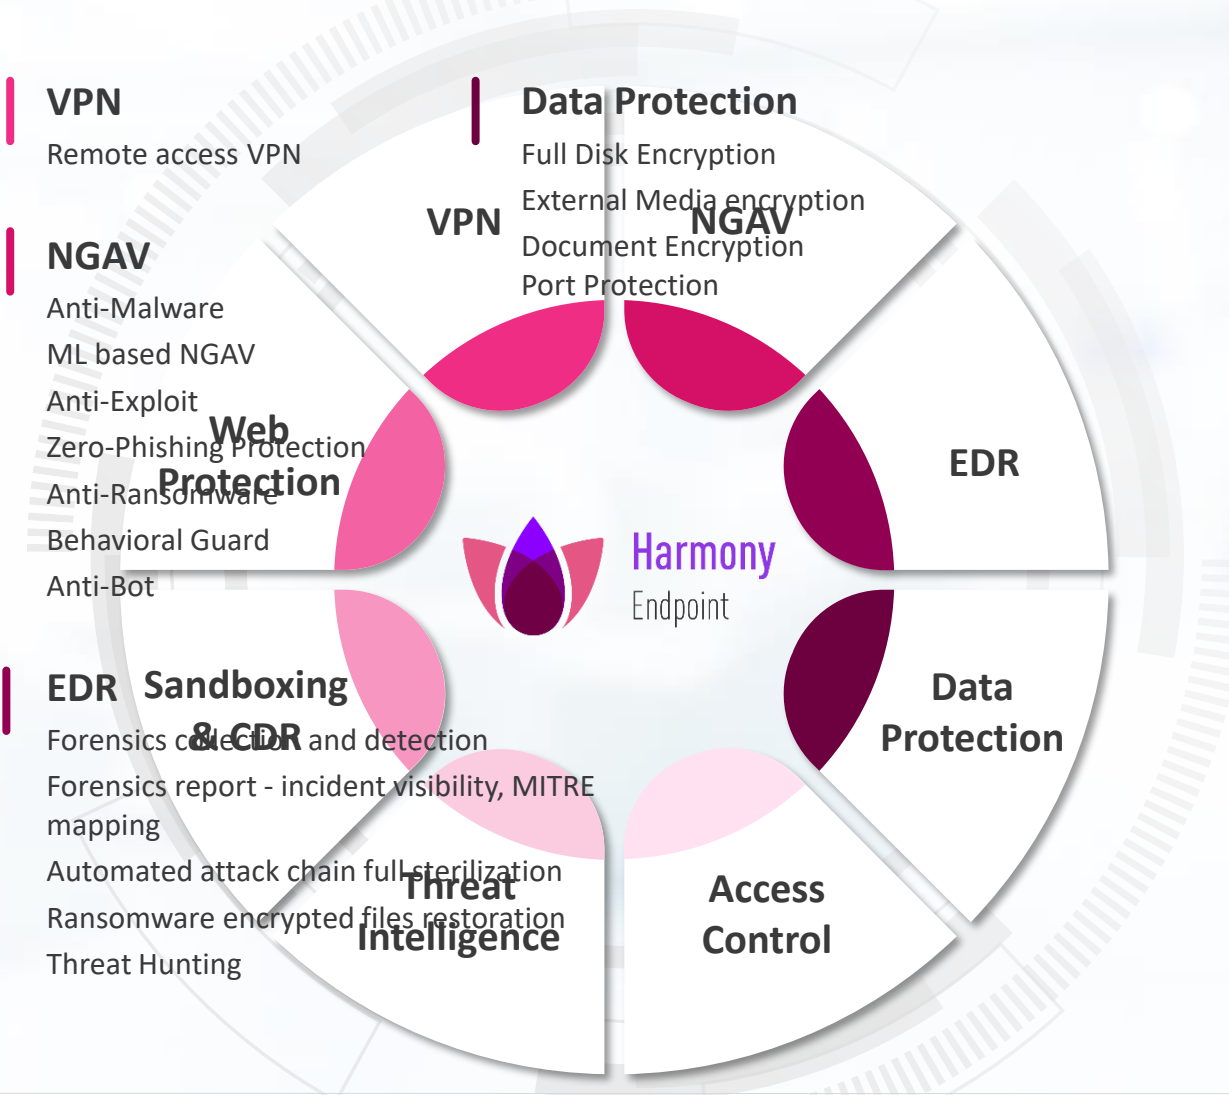 VPN
Remote access VPN
NGAV
Anti-Malware
ML based NGAV
Anti-Exploit
Zero-Phishing Protection
Anti-Ransomware
Behavioral Guard
Anti-Bot
EDR
Forensics collection and detection
Forensics report - incident visibility, MITRE
mapping
Automated attack chain full sterilization
Ransomware encrypted files restoration
Threat Hunting
Data Protection
Full Disk Encryption
External Media encryption
Document Encryption
Port Protection
VPN
NGAV
EDR
Data
Protection
Access
Control
Threat
Intelligence
Sandboxing
& CDR
Web
Protection
Harmony
Endpoint